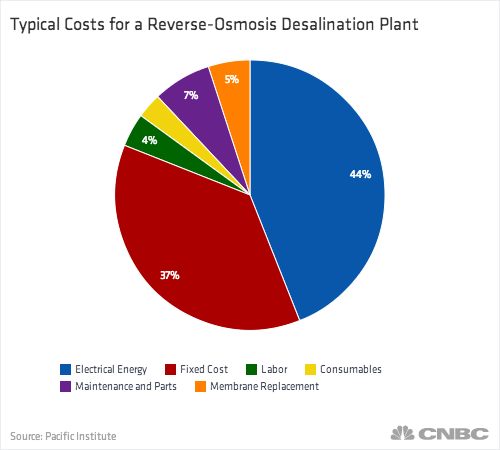 Typical Costs for a Reverse-Osmosis Desalination Plant
5%
7%
4%
44%
37%
Electrical Energy Fixed Cost Labor Consumables
Maintenance and Parts Membrane Replacement
Source: Pacific Institute
CNBC